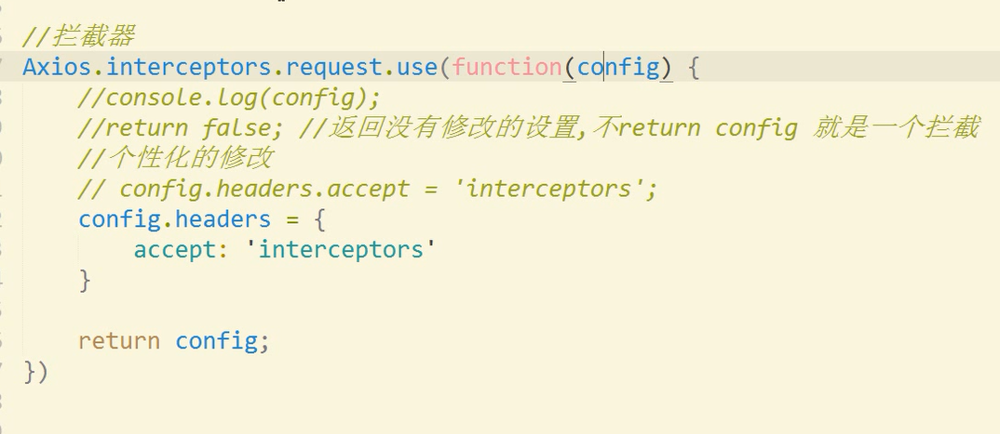 //拦截器
Axios.interceptors.request.use(function(config) {
//console.log(config);
//return false; //返回没有修改的设置,不return config 就是一个拦截
//个性化的修改
// config.headers.accept = 'interceptors';
config.headers = {
accept: 'interceptors'
}
return config;
})